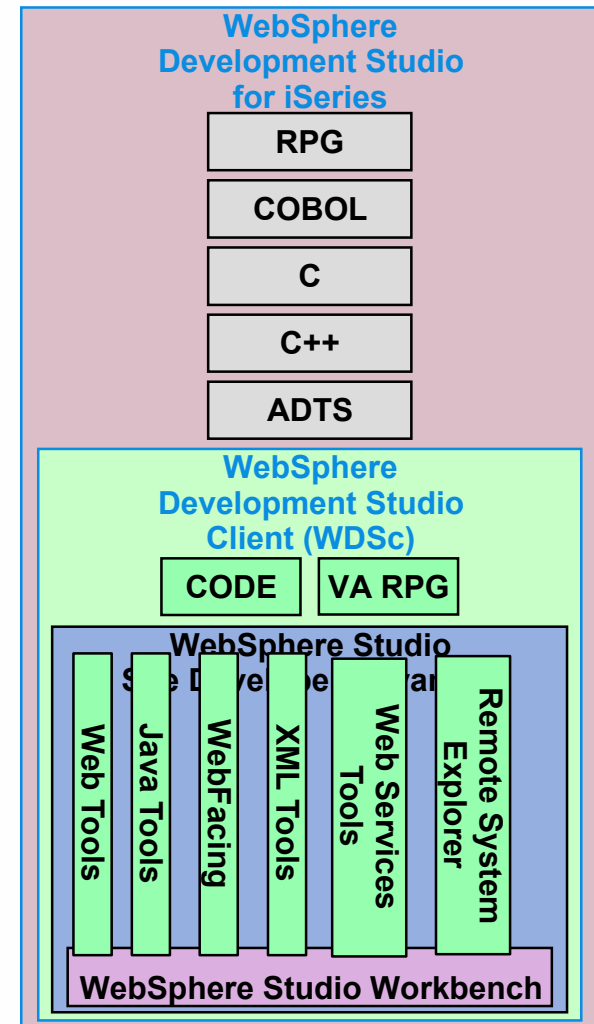 WebSphere
Development Studio
for iSeries
RPG
COBOL
C
C++
ADTS
WebSphere
Development Studio
Client (WDSc)
CODE
VA RPG
WebSphere Studio
Web Tools
Java Tools
WebFacing
XML Tools
Web Services
Tools
Remote System
Explorer
WebSphere Studio Workbench